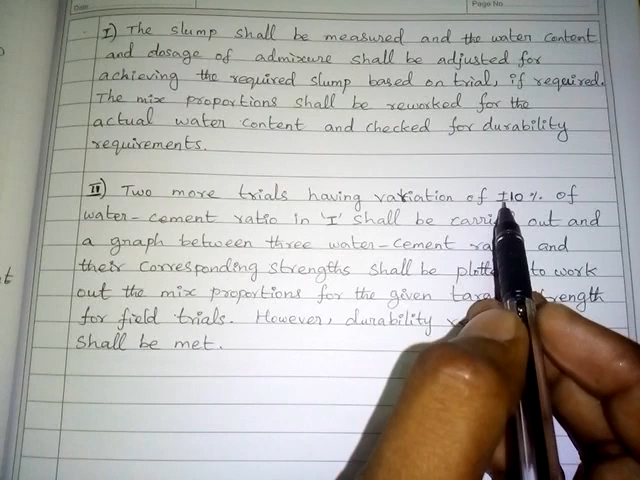 Date
Page No.
I) The slump shall be measured and the water content
and dosage of admixure shall be adjusted for
achieving the required slump based on trial, if required.
The mix proportions shall be reworked for the
actual water content and checked for durability
requirements.
II) Two more trials having variation of ±10 % of
water-cement ratio in 'I' shall be out and
a graph between three water-cement and
their corresponding strengths shall be to work
out the mix proportions for the given
for field trials. However, durability
shall be met.